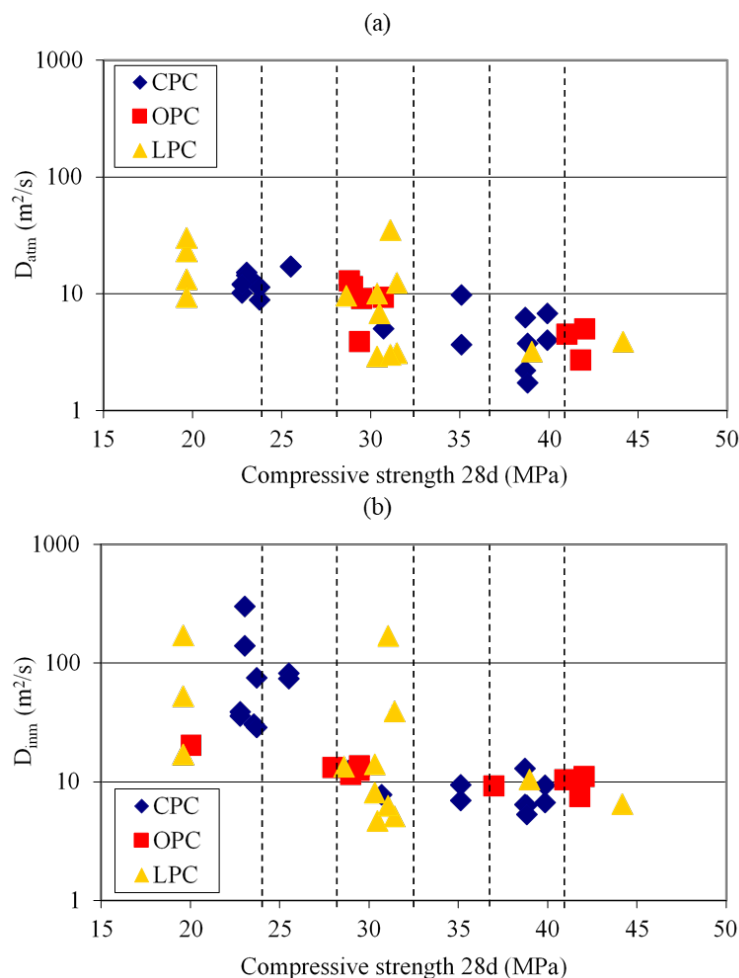 (a)
1000
100
10
1
D_atm (m²/s)
CPC
OPC
LPC
15 20 25 30 35 40 45 50
Compressive strength 28d (MPa)
(b)
1000
100
10
1
D_inm (m²/s)
CPC
OPC
LPC
15 20 25 30 35 40 45 50
Compressive strength 28d (MPa)